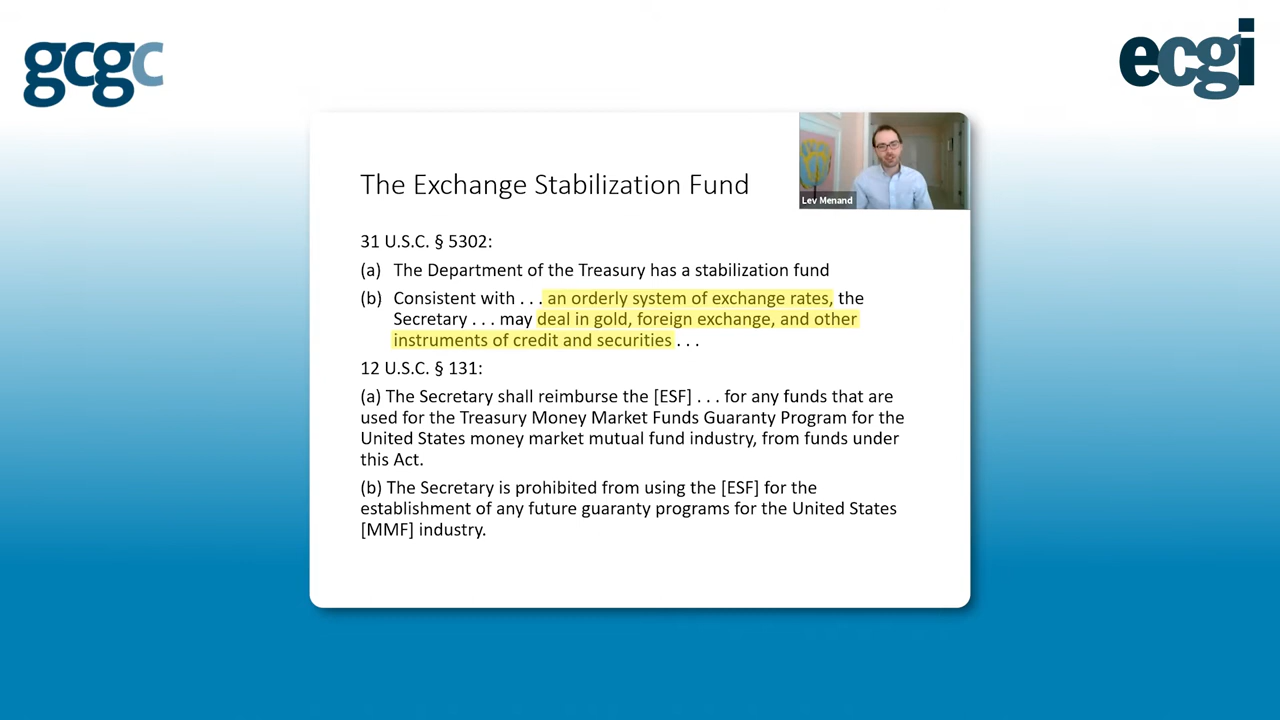 gcgc
ecgi
Lev Menand
The Exchange Stabilization Fund
31 U.S.C. § 5302:
(a) The Department of the Treasury has a stabilization fund
(b) Consistent with . . . an orderly system of exchange rates, the
Secretary . . . may deal in gold, foreign exchange, and other
instruments of credit and securities . . .
12 U.S.C. § 131:
(a) The Secretary shall reimburse the [ESF] . . . for any funds that are
used for the Treasury Money Market Funds Guaranty Program for the
United States money market mutual fund industry, from funds under
this Act.
(b) The Secretary is prohibited from using the [ESF] for the
establishment of any future guaranty programs for the United States
[MMF] industry.